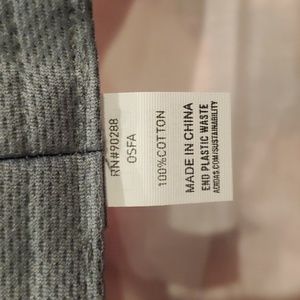 RN#90288
OSFA
100%COTTON
MADE IN CHINA
END PLASTIC WASTE
ADIDAS.COM/SUSTAINABILITY